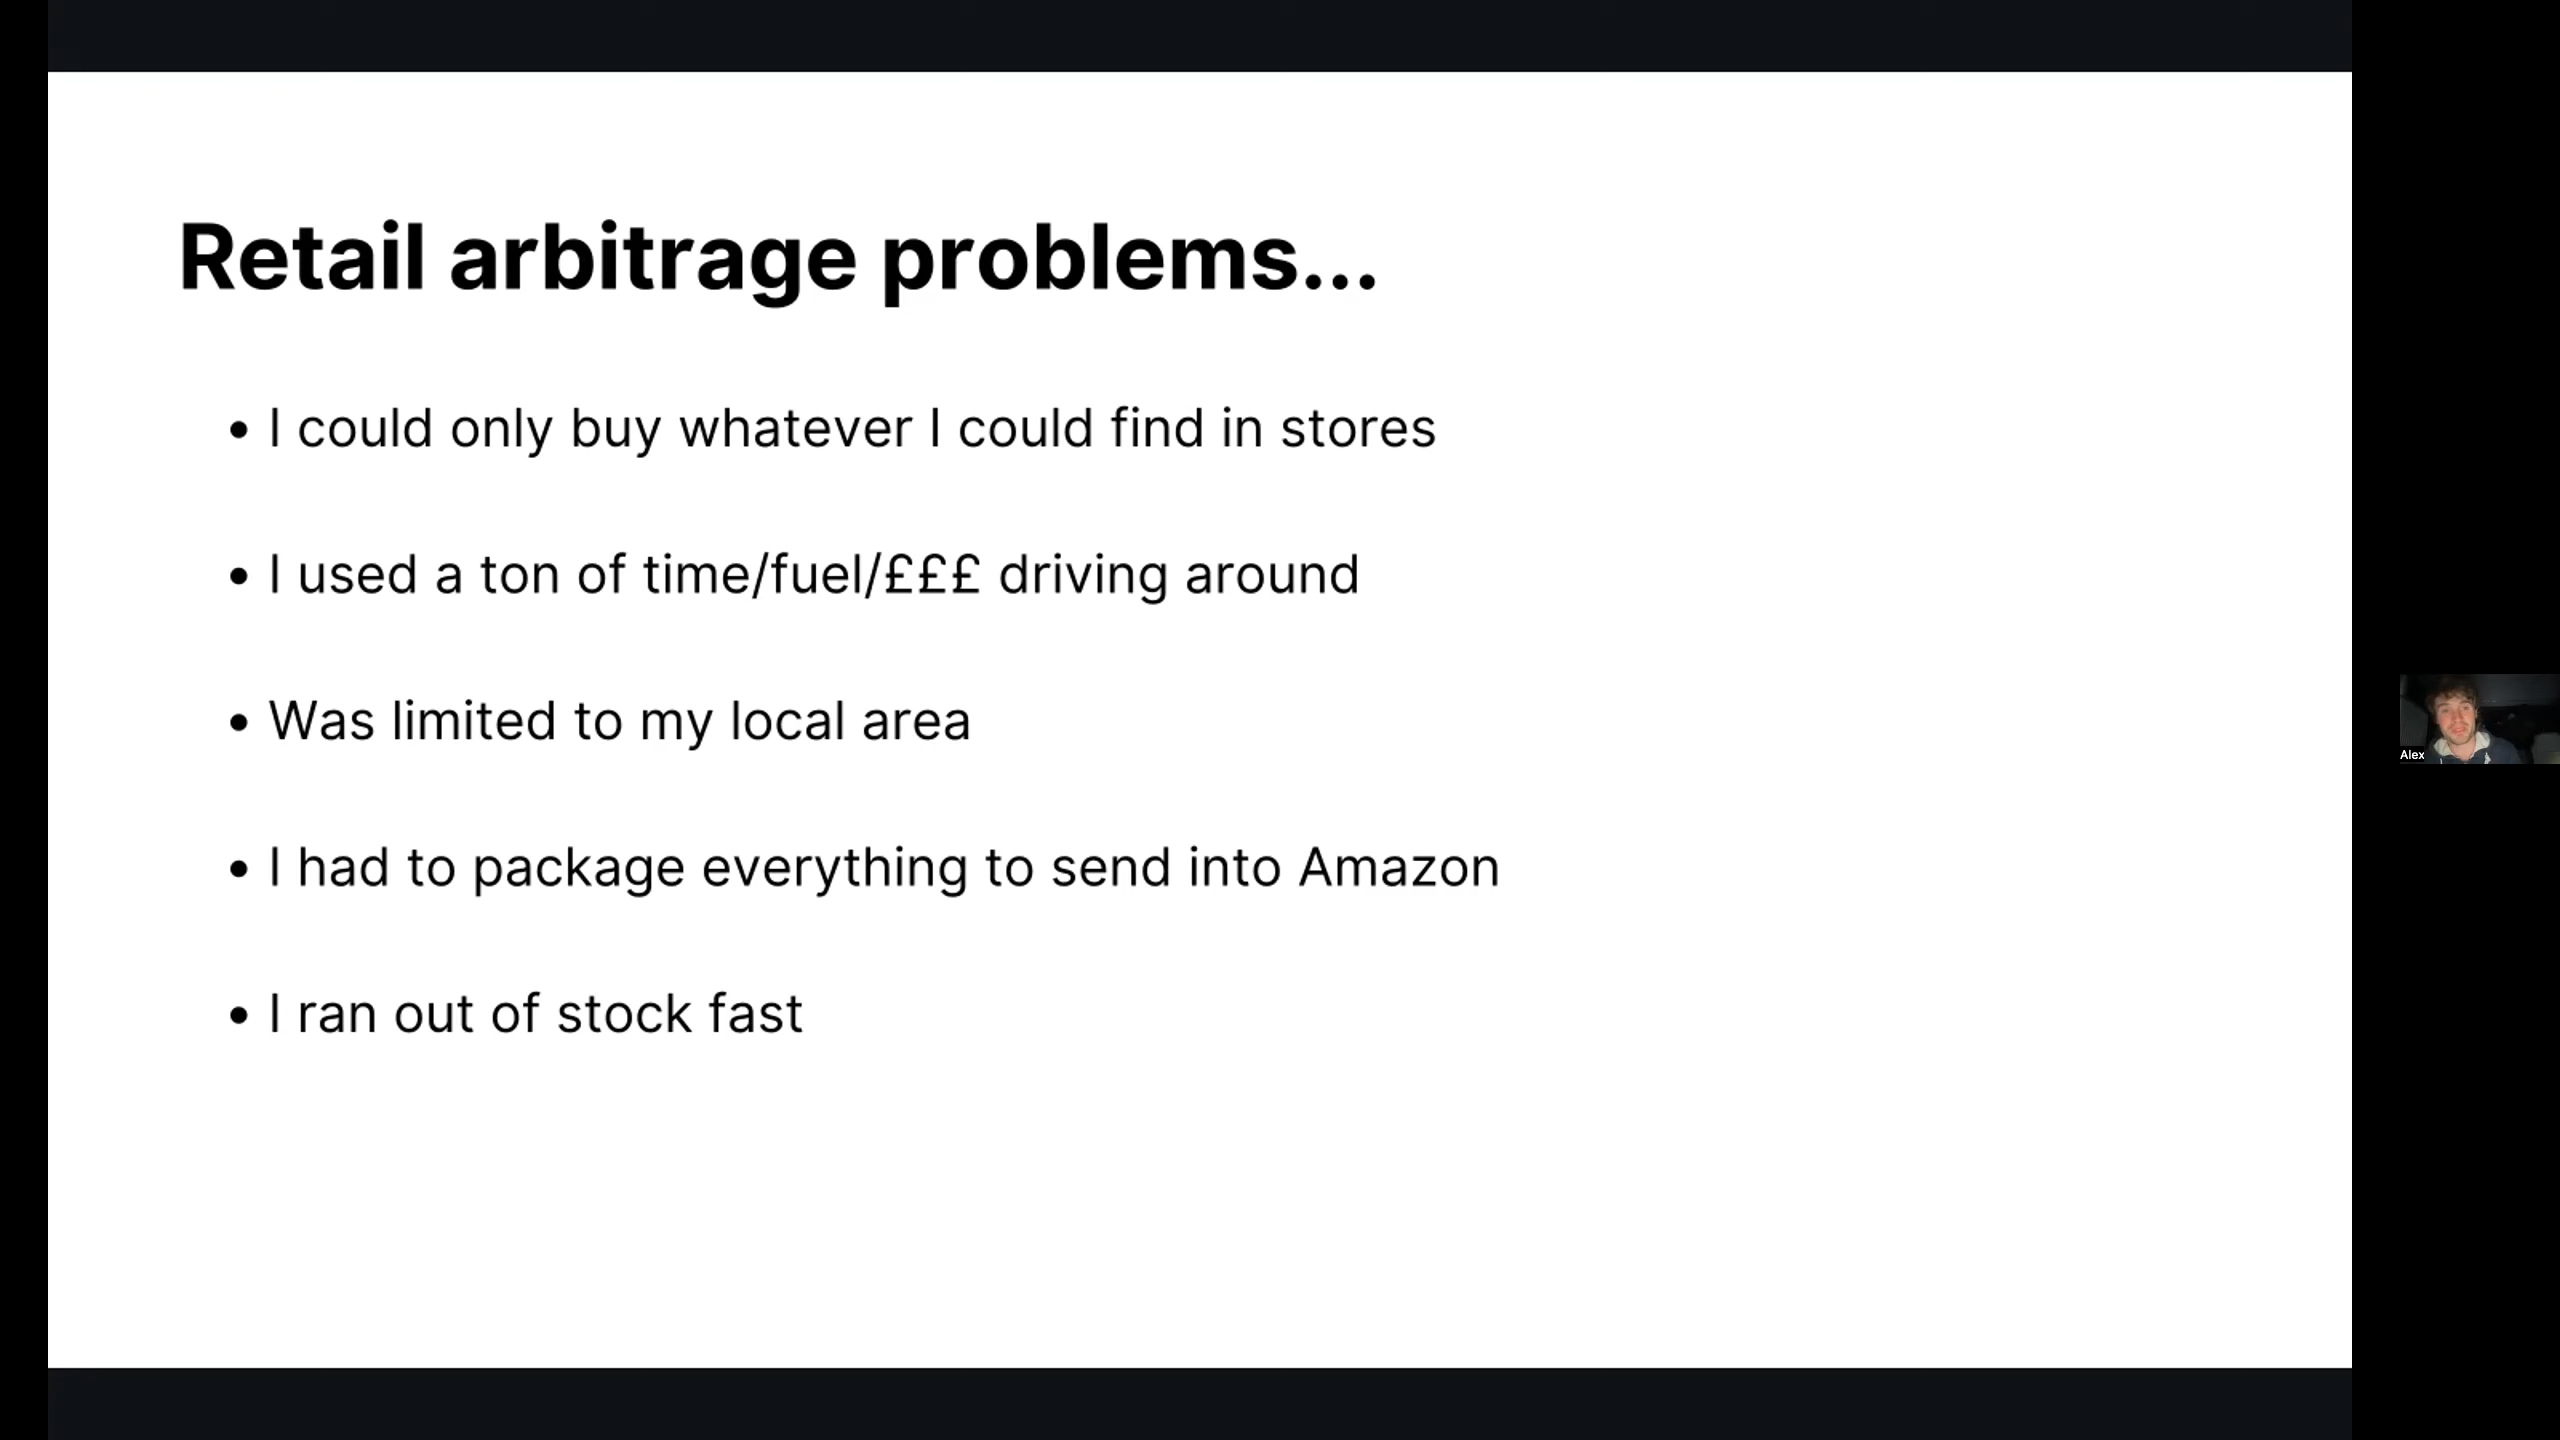 Retail arbitrage problems...
• I could only buy whatever I could find in stores
• I used a ton of time/fuel/£££ driving around
• Was limited to my local area
• I had to package everything to send into Amazon
• I ran out of stock fast
Alex